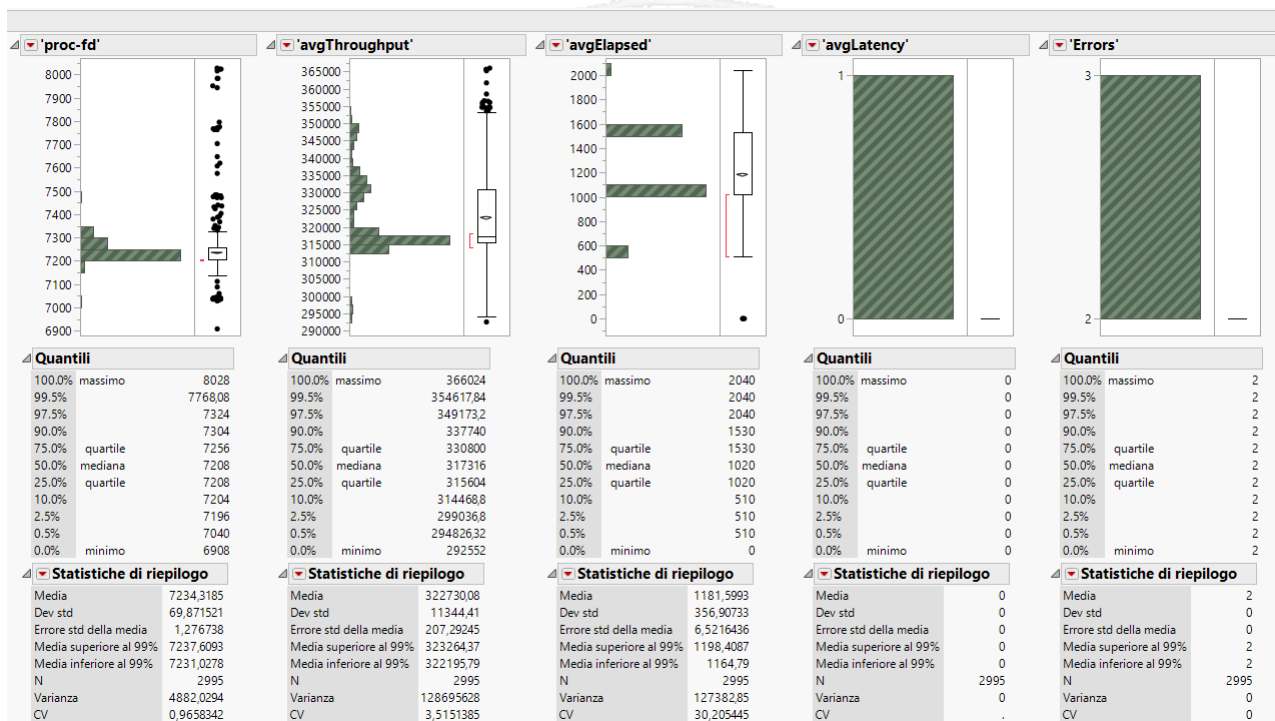 'proc-fd' 'avgThroughput' 'avgElapsed' 'avgLatency' 'Errors'
8000 365000 2000 1 3
7900 360000 1800
7800 355000 1600
7700 350000 1400
7600 345000 1200
7500 340000 1000
7400 335000 800
7300 330000 600
7200 325000 400
7100 320000 200
7000 315000 0 0 2
6900 310000
305000
300000
295000
290000
Quantili Quantili Quantili Quantili Quantili
100.0% massimo 8028 100.0% massimo 366024 100.0% massimo 2040 100.0% massimo 0 100.0% massimo 2
99.5% 7768,08 99.5% 354617,84 99.5% 2040 99.5% 0 99.5% 2
97.5% 7324 97.5% 349173,2 97.5% 2040 97.5% 0 97.5% 2
90.0% 7304 90.0% 337740 90.0% 1530 90.0% 0 90.0% 2
75.0% quartile 7256 75.0% quartile 330800 75.0% quartile 1530 75.0% quartile 0 75.0% quartile 2
50.0% mediana 7208 50.0% mediana 317316 50.0% mediana 1020 50.0% mediana 0 50.0% mediana 2
25.0% quartile 7208 25.0% quartile 315604 25.0% quartile 1020 25.0% quartile 0 25.0% quartile 2
10.0% 7204 10.0% 314468,8 10.0% 510 10.0% 0 10.0% 2
2.5% 7196 2.5% 299036,8 2.5% 510 2.5% 0 2.5% 2
0.5% 7040 0.5% 294826,32 0.5% 510 0.5% 0 0.5% 2
0.0% minimo 6908 0.0% minimo 292552 0.0% minimo 0 0.0% minimo 0 0.0% minimo 2
Statistiche di riepilogo Statistiche di riepilogo Statistiche di riepilogo Statistiche di riepilogo Statistiche di riepilogo
Media 7234,3185 Media 322730,08 Media 1181,5993 Media 0 Media 2
Dev std 69,871521 Dev std 11344,41 Dev std 356,90733 Dev std 0 Dev std 0
Errore std della media 1,276738 Errore std della media 207,29245 Errore std della media 6,5216436 Errore std della media 0 Errore std della media 0
Media superiore al 99% 7237,6093 Media superiore al 99% 323264,37 Media superiore al 99% 1198,4087 Media superiore al 99% 0 Media superiore al 99% 2
Media inferiore al 99% 7231,0278 Media inferiore al 99% 322195,79 Media inferiore al 99% 1164,79 Media inferiore al 99% 0 Media inferiore al 99% 2
N 2995 N 2995 N 2995 N 2995 N 2995
Varianza 4882,0294 Varianza 128695628 Varianza 127382,85 Varianza 0 Varianza 0
CV 0,9658342 CV 3,5151385 CV 30,205445 CV . CV 0